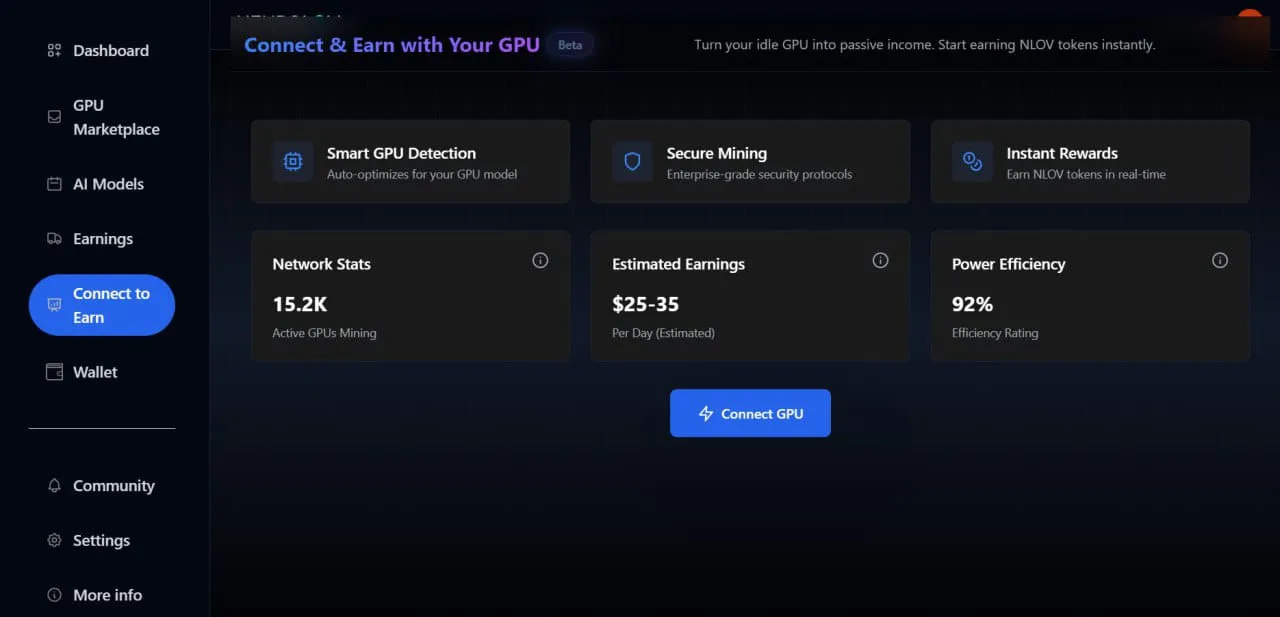 Dashboard
GPU
Marketplace
AI Models
Earnings
Connect to
Earn
Wallet
Community
Settings
More info
Connect & Earn with Your GPU
Beta
Turn your idle GPU into passive income. Start earning NLOV tokens instantly.
Smart GPU Detection
Auto-optimizes for your GPU model
Secure Mining
Enterprise-grade security protocols
Instant Rewards
Earn NLOV tokens in real-time
Network Stats
15.2K
Active GPUs Mining
Estimated Earnings
$25-35
Per Day (Estimated)
Power Efficiency
92%
Efficiency Rating
Connect GPU